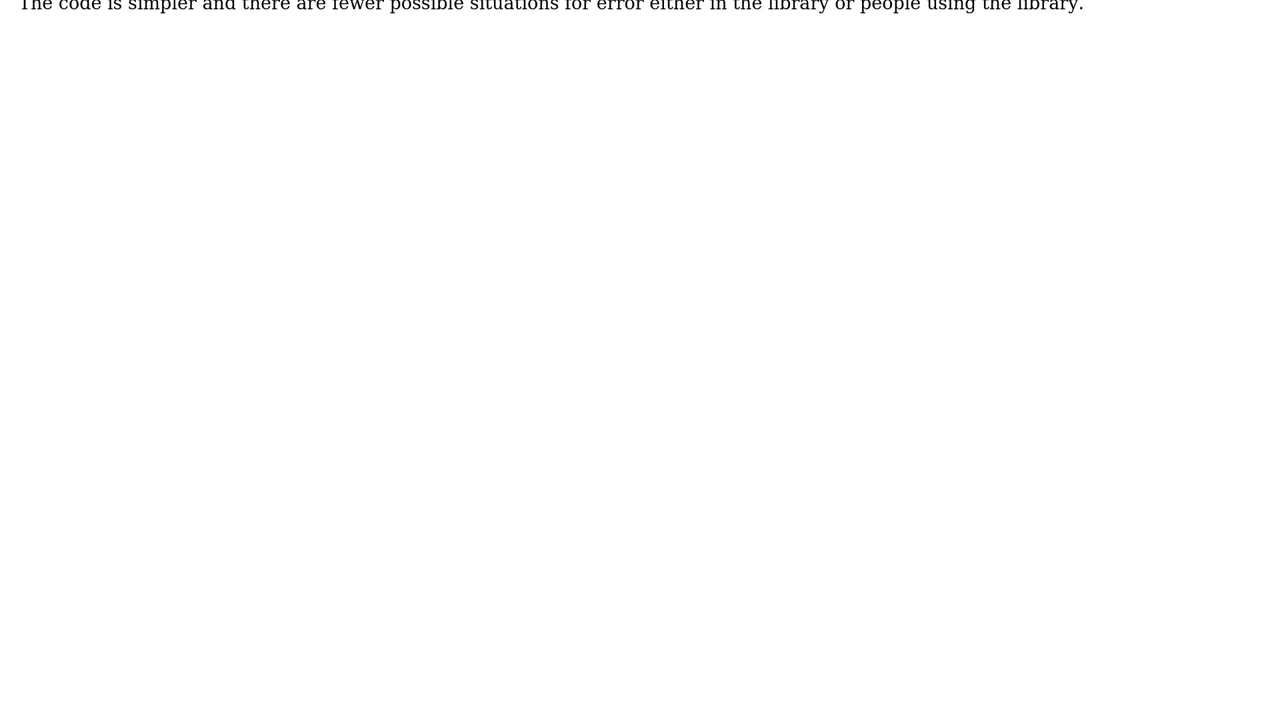 The code is simpler and there are fewer possible situations for error either in the library or people using the library.